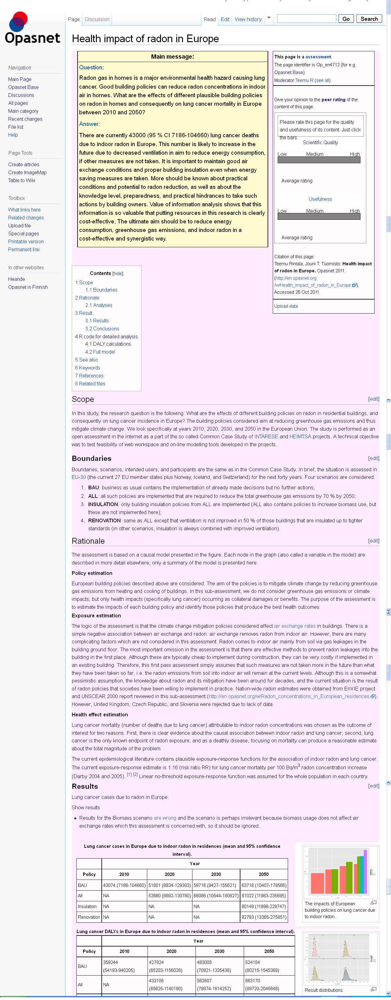 Opasnet
Page
Discussion
Read
Edit
View history
Go
Search
Navigation
Main Page
Opasnet Base
Discussions
All pages
Main category
Recent changes
File list
Help
Page Tools
Create articles
Create ImageMap
Table to Wiki
Toolbox
What links here
Related changes
Upload file
Special pages
Printable version
Permanent link
In other websites
Heande
Opasnet in Finnish
Health impact of radon in Europe
Main message:
Question:
Radon gas in homes is a major environmental health hazard causing lung
cancer. Good building policies can reduce radon concentrations in indoor
air in homes. What are the effects of different plausible building policies
on radon in homes and consequently on lung cancer mortality in Europe
between 2010 and 2050?
Answer:
There are currently 43000 (95 % CI 7186-104660) lung cancer deaths
due to indoor radon in Europe. This number is likely to increase in the
future due to decreased ventilation in aim to reduce energy consumption,
if other measures are not taken. It is important to maintain good air
exchange conditions and proper building insulation even when energy
saving measures are taken. More should be known about practical
conditions and potential to radon reduction, as well as about the
knowledge level, preparedness, and practical hindrances to take such
actions by building owners. Value of information analysis shows that this
information is so valuable that putting resources in this research is clearly
cost-effective. The ultimate aim should be to reduce energy
consumption, greenhouse gas emissions, and indoor radon in a
cost-effective and synergistic way.
This page is a assessment.
The page identifier is Op_en4712 (for e.g.
Opasnet Base)
Moderator:Teemu R (see all)
Give your opinion to the peer rating of the
content of this page.
Please rate this page for the quality
and usefulness of its content. Just click
the bars.
Scientific Quality
Low Medium High
Average rating
Usefulness
Low Medium High
Average rating
Citation of this page:
Teemu Rintala, Jouni T. Tuomisto: Health impact
of radon in Europe. Opasnet 2011.
(http://en.opasnet.org
/w/Health_impact_of_radon_in_Europe).
Accessed 26 Oct 2011.
Upload data
Contents [hide]
1 Scope
1.1 Boundaries
2 Rationale
2.1 Analyses
3 Result
3.1 Results
3.2 Conclusions
4 R code for detailed analysis
4.1 DALY calculations
4.2 Full model
5 See also
6 Keywords
7 References
8 Related files
Scope [edit]
In this study, the research question is the following: What are the effects of different building policies on radon in residential buildings, and
consequently on lung cancer incidence in Europe? The building policies considered aim at reducing greenhouse gas emissions and thus
mitigate climate change. We look specifically at years 2010, 2020, 2030, and 2050 in the European Union. The study is performed as an
open assessment in the internet as a part of the so called Common Case Study of INTARESE and HEIMTSA projects. A technical objective
was to test feasibility of web workspace and on-line modelling tools developed in the projects.
Boundaries [edit]
Boundaries, scenarios, intended users, and participants are the same as in the Common Case Study. In brief, the situation is assessed in
EU-30 (the current 27 EU member states plus Norway, Iceland, and Switzerland) for the next forty years. Four scenarios are considered:
1. BAU: business as usual contains the implementation of already made decisions but no further actions;
2. ALL: all such policies are implemented that are required to reduce the total greenhouse gas emissions by 70 % by 2050;
3. INSULATION: only building insulation policies from ALL are implemented (ALL also contains policies to increase biomass use, but
these are not implemented here);
4. RENOVATION: same as ALL except that ventilation is not improved in 50 % of those buildings that are insulated up to tighter
standards (in other scenarios, insulation is always combined with improved ventilation).
Rationale [edit]
The assessment is based on a causal model presented in the figure. Each node in the graph (also called a variable in the model) are
described in more detail elsewhere; only a summary of the model is presented here.
Policy estimation
European building policies described above are considered. The aim of the policies is to mitigate climate change by reducing greenhouse
gas emissions from heating and cooling of buildings. In this sub-assessment, we do not consider greenhouse gas emissions or climate
impacts, but only health impacts (specifically lung cancer) occurring as collateral damages or benefits. The purpose of the assessment is
to estimate the impacts of each building policy and identify those policies that produce the best health outcomes.
Exposure estimation
The logic of the assessment is that the climate change mitigation policies considered affect air exchange rates in buildings. There is a
simple negative association between air exchange and radon: air exchange removes radon from indoor air. However, there are many
complicating factors which are not considered in this assessment. Radon comes to indoor air mainly from soil via gas leakages in the
building ground floor. The most important omission in the assessment is that there are effective methods to prevent radon leakages into the
building in the first place. Although these are typically cheap to implement during construction, they can be very costly if implemented in
an existing building. Therefore, this first pass assessment simply assumes that such measures are not taken more in the future than what
they have been taken so far, i.e. the radon emissions from soil into indoor air will remain at the current levels. Although this is a somewhat
pessimistic assumption, the knowledge about radon and its mitigation have been around for decades, and the current situation is the result
of radon policies that societies have been willing to implement in practice. Nation-wide radon estimates were obtained from EnVIE project
and UNSCEAR 2000 report reviewed in this sub-assessment (http://en.opasnet.org/w/Radon_concentrations_in_European_residences).
However, United Kingdom, Czech Republic, and Slovenia were rejected due to lack of data.
Health effect estimation
Lung cancer mortality (number of deaths due to lung cancer) attributable to indoor radon concentrations was chosen as the outcome of
interest for two reasons. First, there is clear evidence about the causal association between indoor radon and lung cancer; second, lung
cancer is the only known endpoint of radon exposure, and as a deathly disease, focusing on mortality can produce a reasonable estimate
about the total magnitude of the problem.
The current epidemiological literature contains plausible exposure-response functions for the association of indoor radon and lung cancer.
The current exposure-response estimate is 1.16 (risk ratio RR) for lung cancer mortality per 100 Bq/m3 radon concentration increase
(Darby 2004 and 2005). [1] [2] Linear no-threshold exposure-response function was assumed for the whole population in each country.
Results [edit]
Lung cancer cases due to radon in Europe:
Show results
Results for the Biomass scenario are wrong and the scenario is perhaps irrelevant because biomass usage does not affect air
exchange rates which this assessment is concerned with, so it should be ignored.
Lung cancer cases in Europe due to indoor radon in residences (mean and 95% confidence
interval).
Year
Policy 2010 2020 2030 2050
BAU 43074 (7186-104660) 51801 (8934-129303) 58716 (9427-155621) 63718 (10407-178566)
All NA 52660 (8892-130780) 68086 (10544-180827) 81022 (11983-235695)
Insulation NA NA NA 80149 (11898-228747)
Renovation NA NA NA 92783 (13365-275851)
The impacts of European
building policies on lung cancer due
to indoor radon.
Lung cancer DALYs in Europe due to indoor radon in residences (mean and 95% confidence interval).
Year
Policy 2010 2020 2030 2050
BAU 358244 427824 483005 524154
(54193-940205) (65203-1156026) (70921-1335438) (80215-1545369)
All NA 433106 562607 663170
(65625-1140190) (78874-1614252) (89720-2045648)
Result distributions